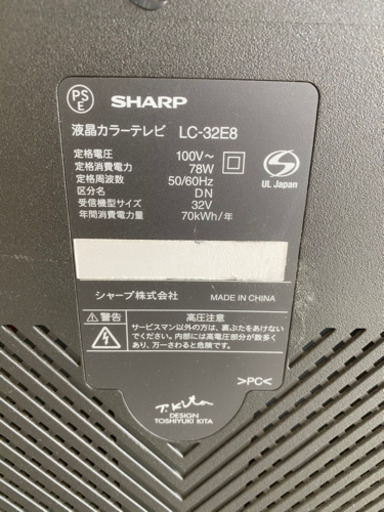 PS
E
SHARP
液晶カラーテレビ LC-32E8
定格電圧 100V～
定格消費電力 78W
定格周波数 50/60Hz
区分名 DN
受信機型サイズ 32V
年間消費電力量 70kWh/年
S
UL Japan
シャープ株式会社 MADE IN CHINA
警告 高圧注意
サービスマン以外の方は、裏ぶたをあけない
でください。内部には高電圧部分が数多く
あり、万一さわると危険です。
>PC<
T. Kita
DESIGN
TOSHIYUKI KITA